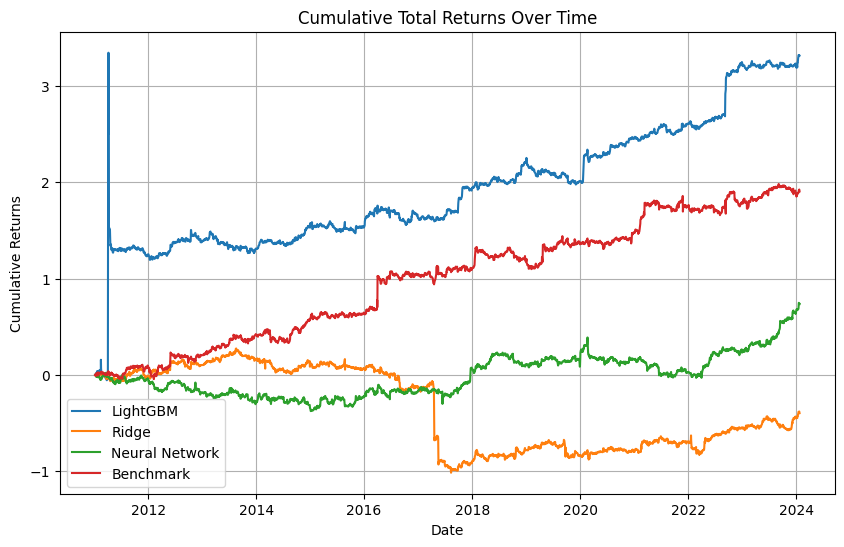 Cumulative Total Returns Over Time
Cumulative Returns
3
2
1
0
−1
LightGBM
Ridge
Neural Network
Benchmark
2012 2014 2016 2018 2020 2022 2024
Date